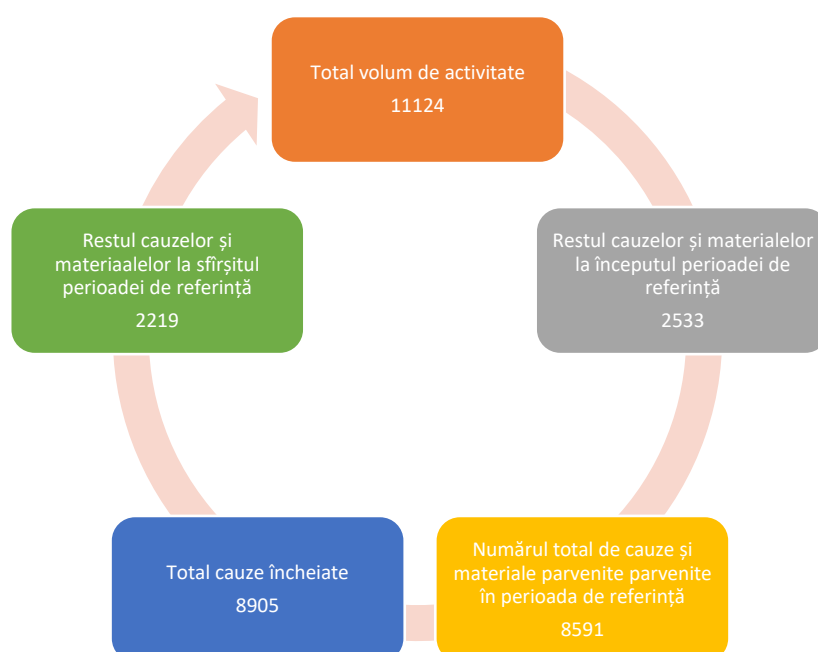 Total volum de activitate
11124
Restul cauzelor și materialelor
la începutul perioadei de
referință
2533
Numărul total de cauze și
materiale parvenite parvenite
în perioada de referință
8591
Total cauze încheiate
8905
Restul cauzelor și
materiaalelor la sfîrșitul
perioadei de referință
2219